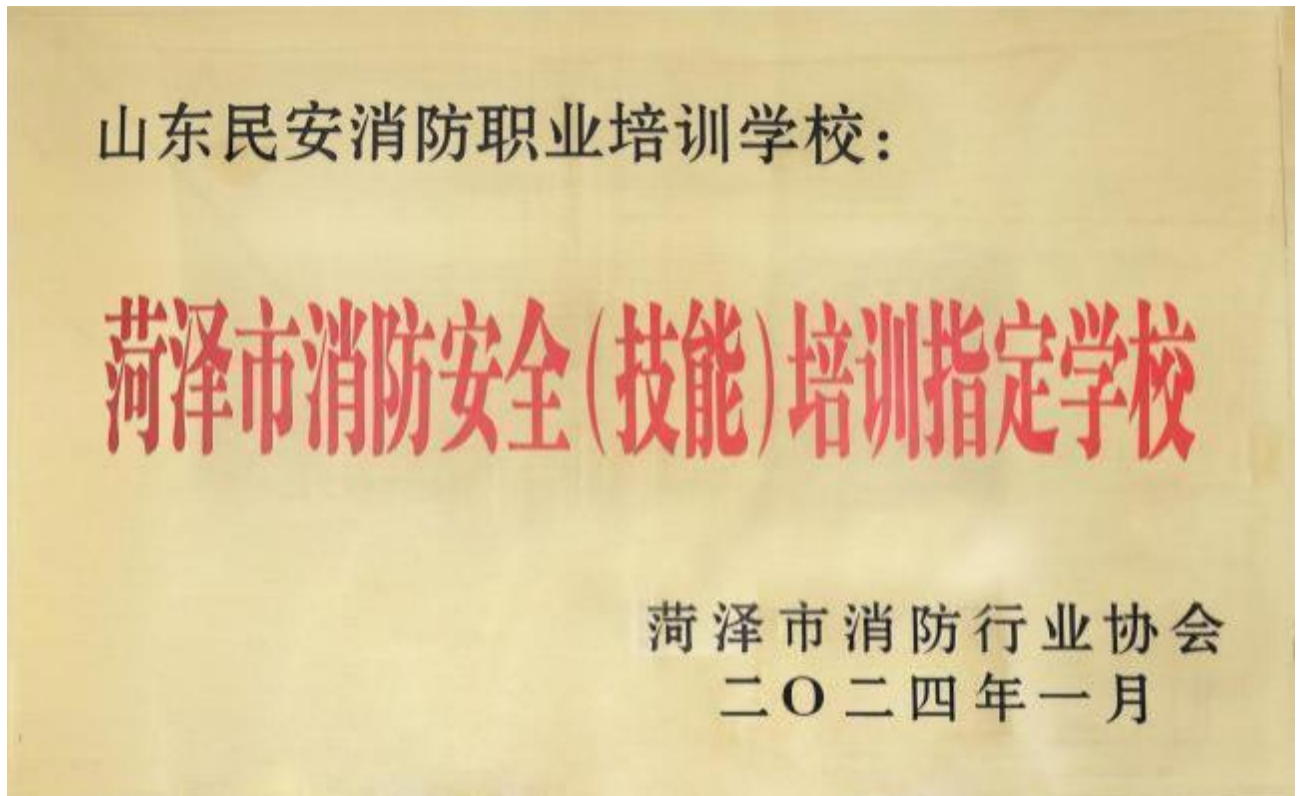 山东民安消防职业培训学校：
菏泽市消防安全（技能）培训指定学校
菏泽市消防行业协会
二〇二四年一月